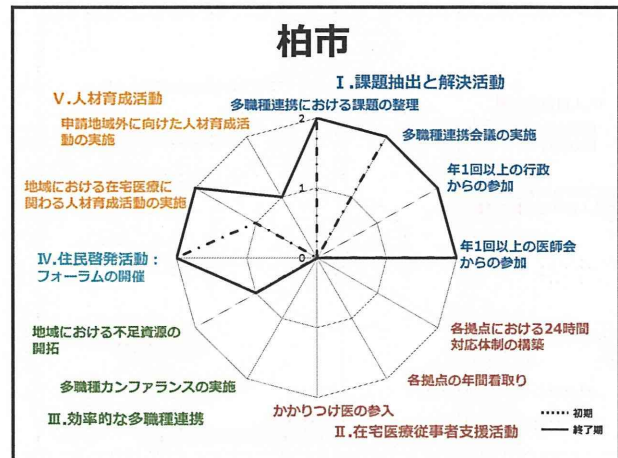 柏市
Ⅰ.課題抽出と解決活動
多職種連携における課題の整理
多職種連携会議の実施
年1回以上の行政
からの参加
年1回以上の医師会
からの参加
各拠点における24時間
対応体制の構築
各拠点の年間看取り
かかりつけ医の参入
Ⅱ.在宅医療従事者支援活動
多職種カンファランスの実施
Ⅲ.効率的な多職種連携
地域における不足資源の
開拓
Ⅳ.住民啓発活動：
フォーラムの開催
地域における在宅医療に
関わる人材育成活動の実施
Ⅴ.人材育成活動
申請地域外に向けた人材育成活
動の実施
2
1
0
初期
終了期